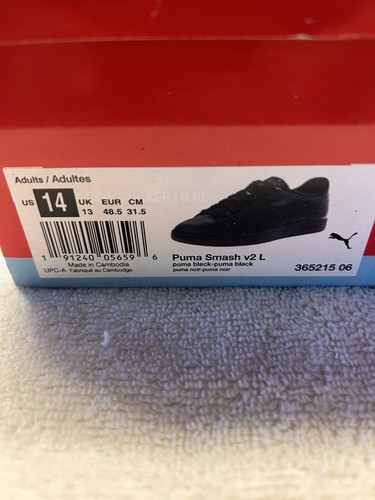 Adults / Adultes
US 14 UK EUR CM
13 48.5 31.5
1 91240 05659 6
Made in Cambodia
UPC-A Fabriqué au Cambodge
Puma Smash v2 L
puma black-puma black
puma noir-puma noir
365215 06